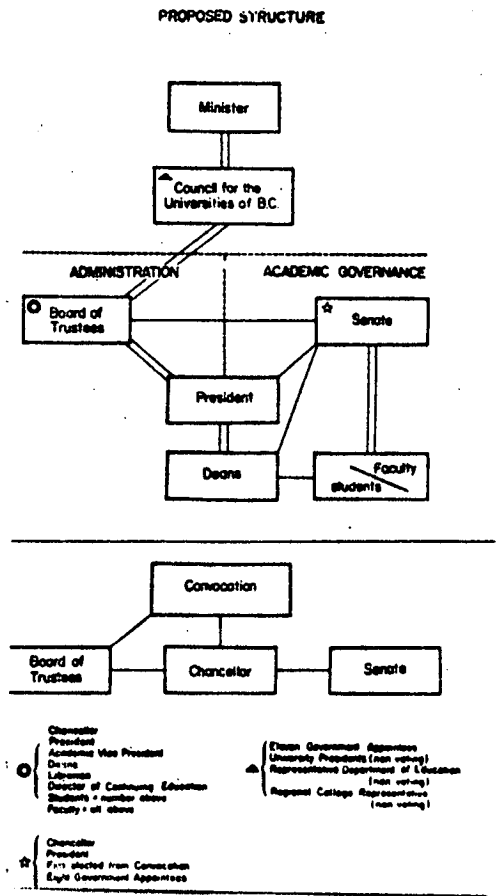 PROPOSED STRUCTURE
Minister
Council for the
Universities of B.C.
ADMINISTRATION
ACADEMIC GOVERNANCE
Board of
Trustees
Senate
President
Deans
Faculty
students
Convocation
Board of
Trustees
Chancellor
Senate
Chancellor
President
Academic Vice President
Deans
Librarian
Director of Continuing Education
Students = number above
Faculty = all above
Eleven Government Appointees
University Presidents (non voting)
Representative Department of Education
(non voting)
Regional College Representative
(non voting)
Chancellor
President
elected from Convocation
Eight Government Appointees